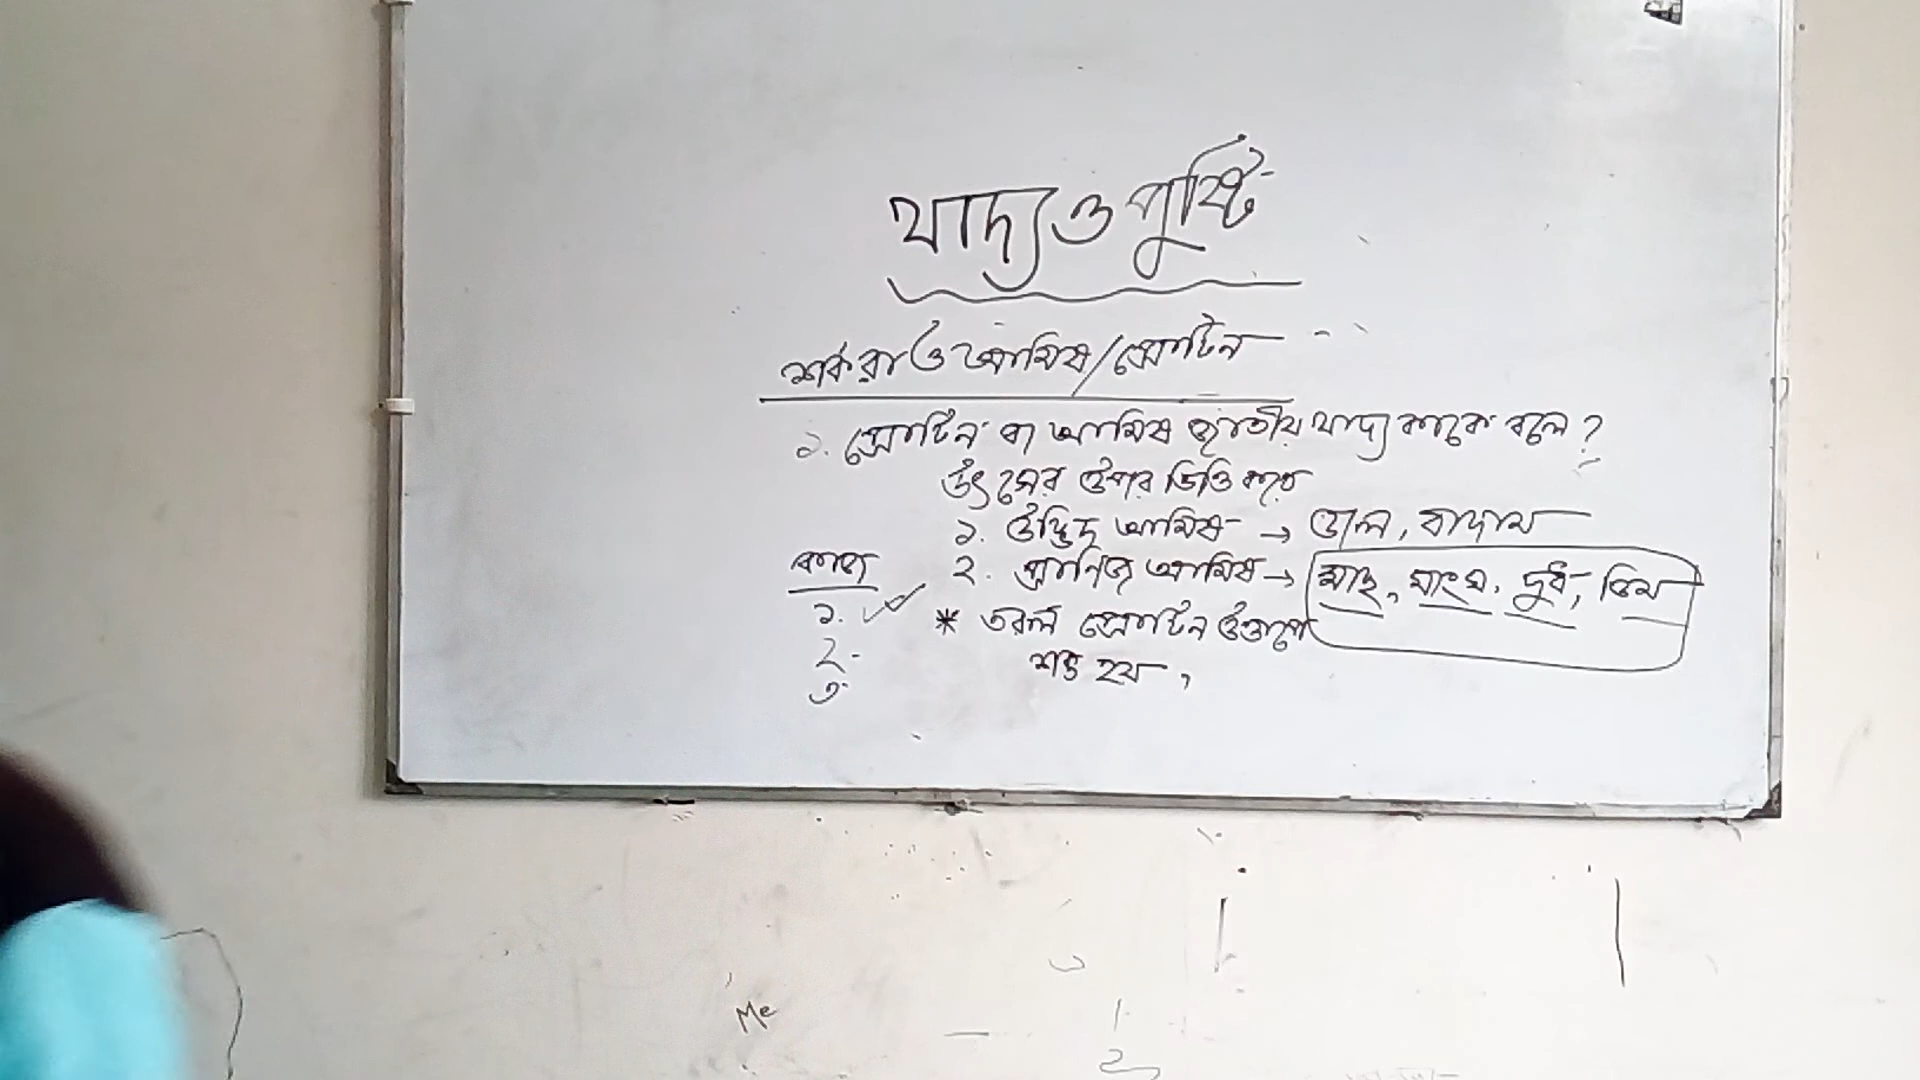 খাদ্য ও পুষ্টি
শর্করা ও আমিষ/প্রোটিন
১. প্রোটিন বা আমিষ জাতীয় খাদ্য কাকে বলে?
উৎসের উপর ভিত্তি করে
১. উদ্ভিদ আমিষ → ডাল, বাদাম
কাজ
২. প্রাণিজ আমিষ → মাছ, মাংস, দুধ, ডিম
১. ✓
* তরল প্রোটিন উত্তাপে
২.
শক্ত হয়,
৩.
Me